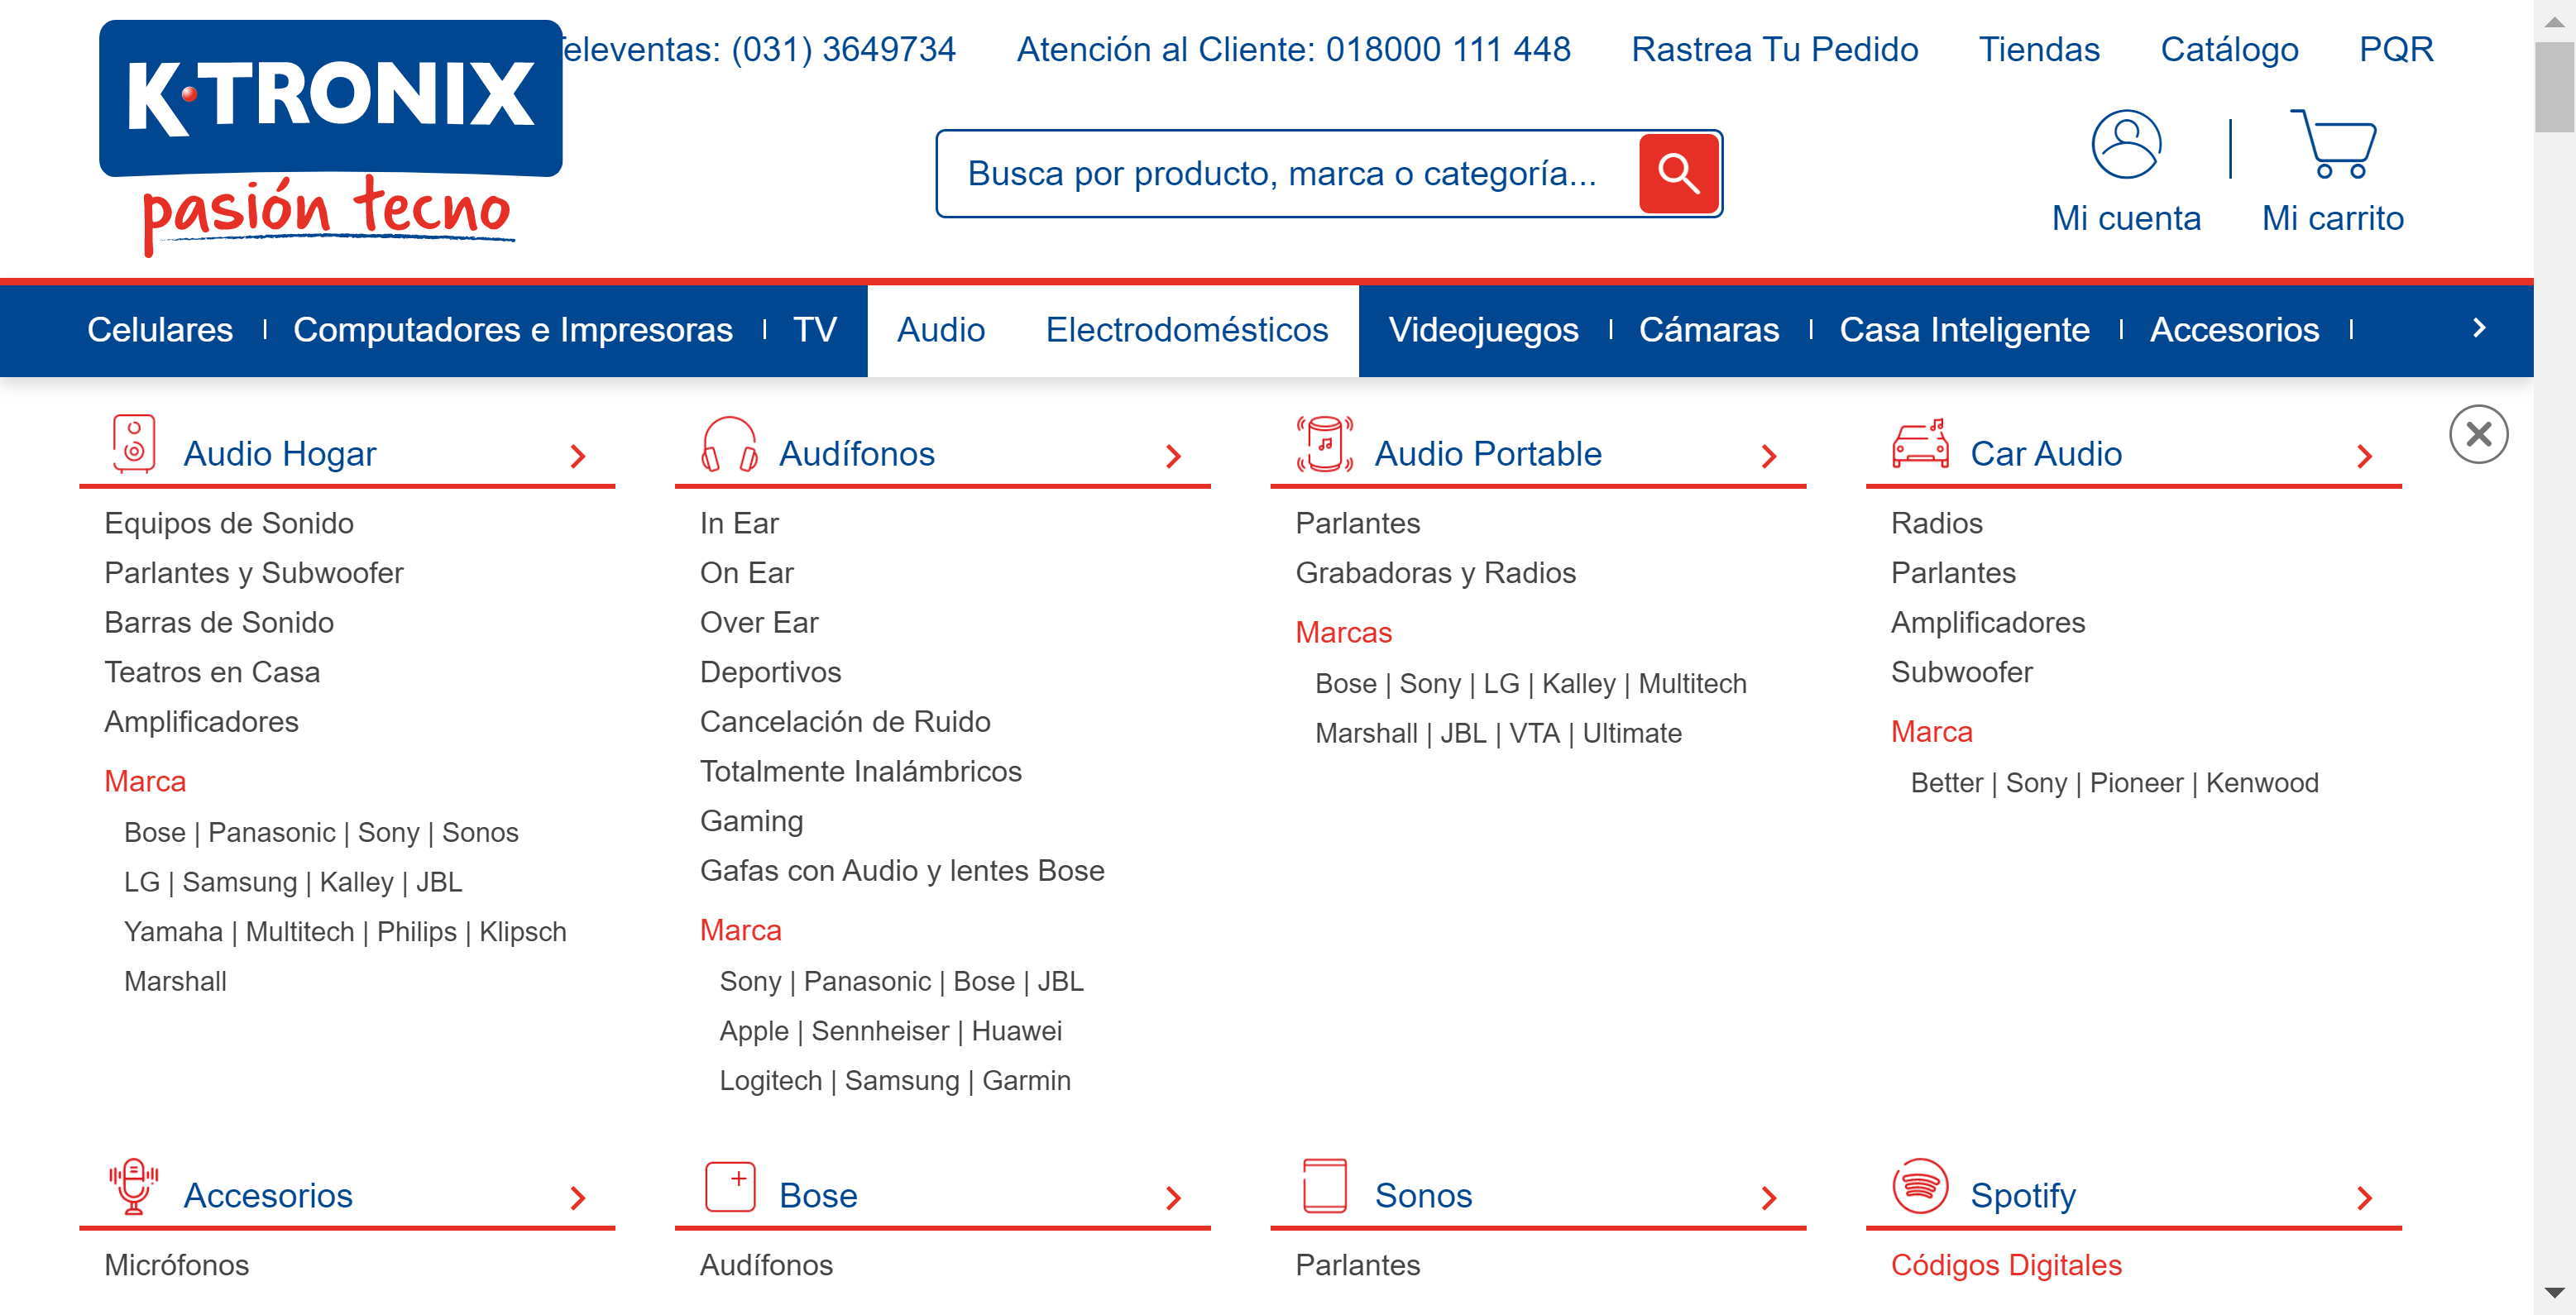 K·TRONIX
pasión tecno
Televentas: (031) 3649734
Atención al Cliente: 018000 111 448
Rastrea Tu Pedido
Tiendas
Catálogo
PQR
Busca por producto, marca o categoría...
Mi cuenta
Mi carrito
Celulares
Computadores e Impresoras
TV
Audio
Electrodomésticos
Videojuegos
Cámaras
Casa Inteligente
Accesorios
Audio Hogar
Equipos de Sonido
Parlantes y Subwoofer
Barras de Sonido
Teatros en Casa
Amplificadores
Marca
Bose | Panasonic | Sony | Sonos
LG | Samsung | Kalley | JBL
Yamaha | Multitech | Philips | Klipsch
Marshall
Audífonos
In Ear
On Ear
Over Ear
Deportivos
Cancelación de Ruido
Totalmente Inalámbricos
Gaming
Gafas con Audio y lentes Bose
Marca
Sony | Panasonic | Bose | JBL
Apple | Sennheiser | Huawei
Logitech | Samsung | Garmin
Audio Portable
Parlantes
Grabadoras y Radios
Marcas
Bose | Sony | LG | Kalley | Multitech
Marshall | JBL | VTA | Ultimate
Car Audio
Radios
Parlantes
Amplificadores
Subwoofer
Marca
Better | Sony | Pioneer | Kenwood
Accesorios
Micrófonos
Bose
Audífonos
Sonos
Parlantes
Spotify
Códigos Digitales